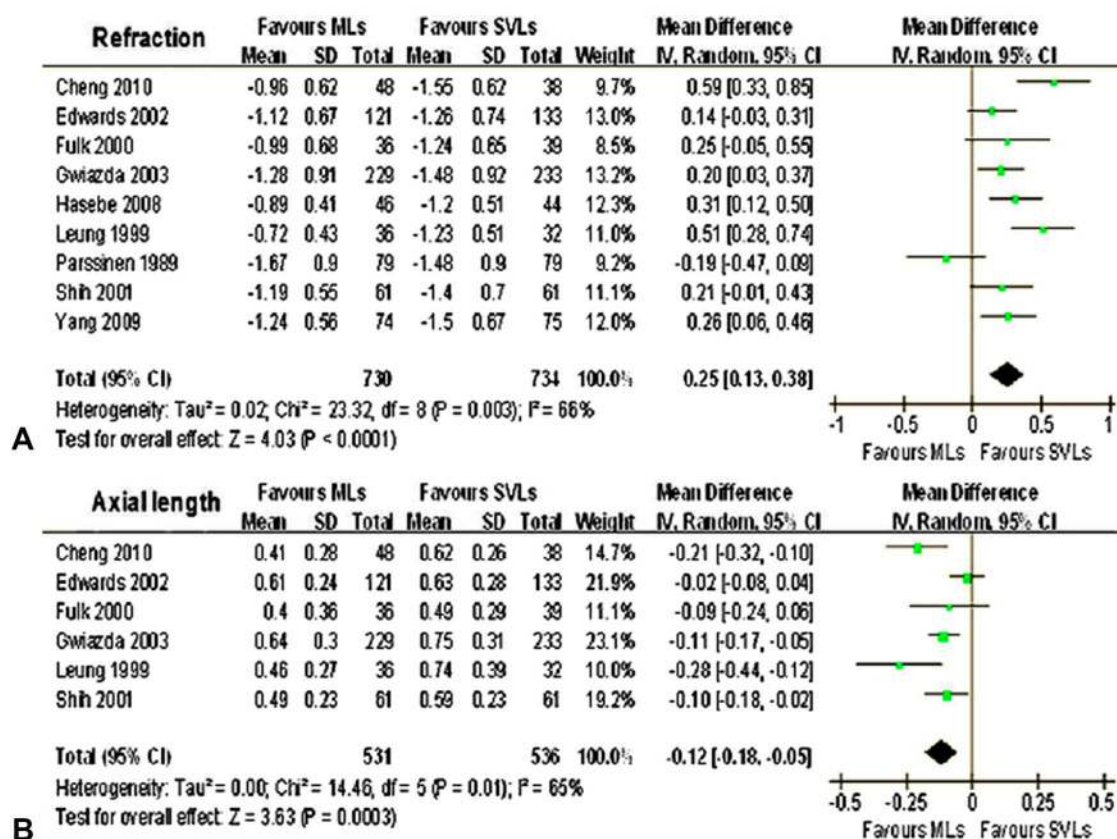 Refraction Favours MLs Favours SVLs Mean Difference Mean Difference
Mean SD Total Mean SD Total Weight IV, Random, 95% CI IV, Random, 95% CI
Cheng 2010 -0.96 0.62 48 -1.55 0.62 38 9.7% 0.59 [0.33, 0.85]
Edwards 2002 -1.12 0.67 121 -1.26 0.74 133 13.0% 0.14 [-0.03, 0.31]
Fulk 2000 -0.99 0.68 36 -1.24 0.65 39 8.5% 0.25 [-0.05, 0.55]
Gwiazda 2003 -1.28 0.91 229 -1.48 0.92 233 13.2% 0.20 [0.03, 0.37]
Hasebe 2008 -0.89 0.41 46 -1.2 0.51 44 12.3% 0.31 [0.12, 0.50]
Leung 1999 -0.72 0.43 36 -1.23 0.51 32 11.0% 0.51 [0.28, 0.74]
Parssinen 1989 -1.67 0.9 79 -1.48 0.9 79 9.2% -0.19 [-0.47, 0.09]
Shih 2001 -1.19 0.55 61 -1.4 0.7 61 11.1% 0.21 [-0.01, 0.43]
Yang 2009 -1.24 0.56 74 -1.5 0.67 75 12.0% 0.26 [0.06, 0.46]
Total (95% CI) 730 734 100.0% 0.25 [0.13, 0.38]
Heterogeneity: Tau² = 0.02; Chi² = 23.32, df = 8 (P = 0.003); I² = 66%
Test for overall effect: Z = 4.03 (P < 0.0001)
-1 -0.5 0 0.5 1
Favours MLs Favours SVLs
A
Axial length Favours MLs Favours SVLs Mean Difference Mean Difference
Mean SD Total Mean SD Total Weight IV, Random, 95% CI IV, Random, 95% CI
Cheng 2010 0.41 0.28 48 0.62 0.26 38 14.7% -0.21 [-0.32, -0.10]
Edwards 2002 0.61 0.24 121 0.63 0.28 133 21.9% -0.02 [-0.08, 0.04]
Fulk 2000 0.4 0.36 36 0.49 0.29 39 11.1% -0.09 [-0.24, 0.06]
Gwiazda 2003 0.64 0.3 229 0.75 0.31 233 23.1% -0.11 [-0.17, -0.05]
Leung 1999 0.46 0.27 36 0.74 0.39 32 10.0% -0.28 [-0.44, -0.12]
Shih 2001 0.49 0.23 61 0.59 0.23 61 19.2% -0.10 [-0.18, -0.02]
Total (95% CI) 531 536 100.0% -0.12 [-0.18, -0.05]
Heterogeneity: Tau² = 0.00; Chi² = 14.46, df = 5 (P = 0.01); I² = 65%
Test for overall effect: Z = 3.63 (P = 0.0003)
-0.5 -0.25 0 0.25 0.5
Favours MLs Favours SVLs
B